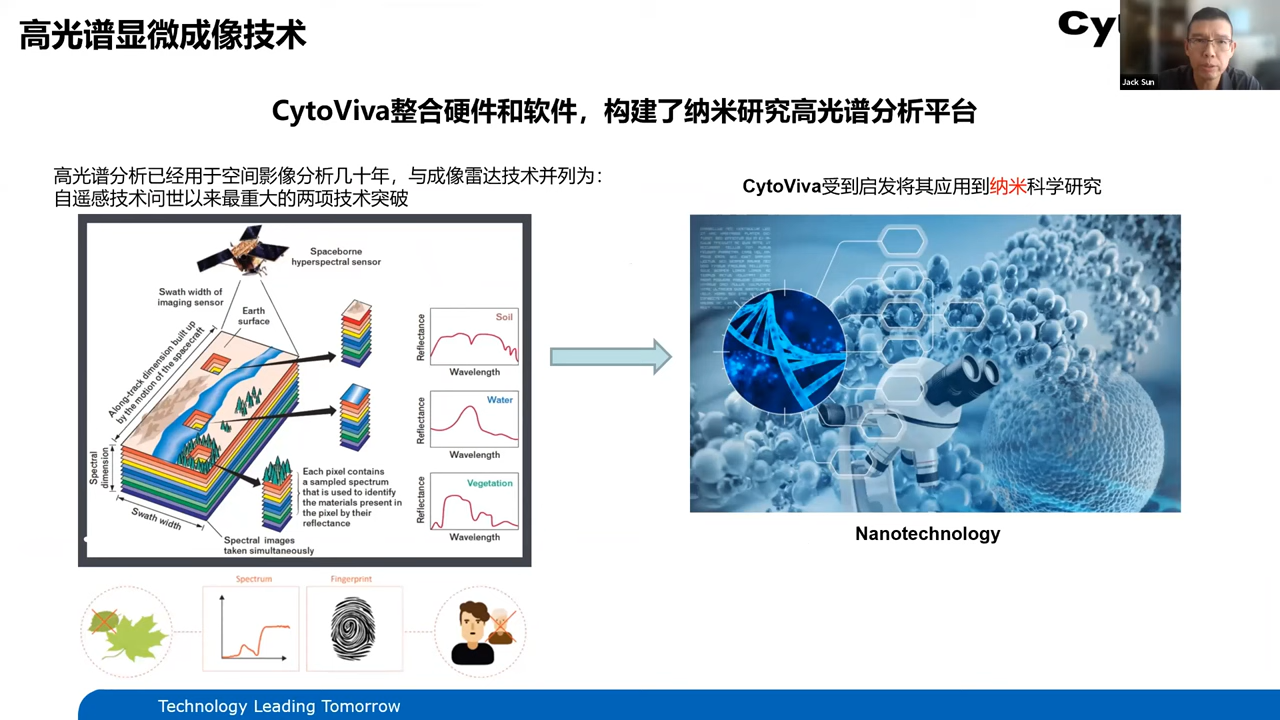 高光谱显微成像技术
Cy
Jack Sun
CytoViva整合硬件和软件，构建了纳米研究高光谱分析平台
高光谱分析已经用于空间影像分析几十年，与成像雷达技术并列为：
自遥感技术问世以来最重大的两项技术突破
CytoViva受到启发将其应用到纳米科学研究
Spaceborne
hyperspectral sensor
Swath width of
imaging sensor
Earth
surface
Along-track dimension built up
by the motion of the spacecraft
Spectral
dimension
Swath width
Spectral images
taken simultaneously
Each pixel contains
a sampled spectrum
that is used to identify
the materials present in
the pixel by their
reflectance
Soil
Reflectance
Wavelength
Water
Reflectance
Wavelength
Vegetation
Reflectance
Wavelength
Nanotechnology
Spectrum
Fingerprint
Technology Leading Tomorrow